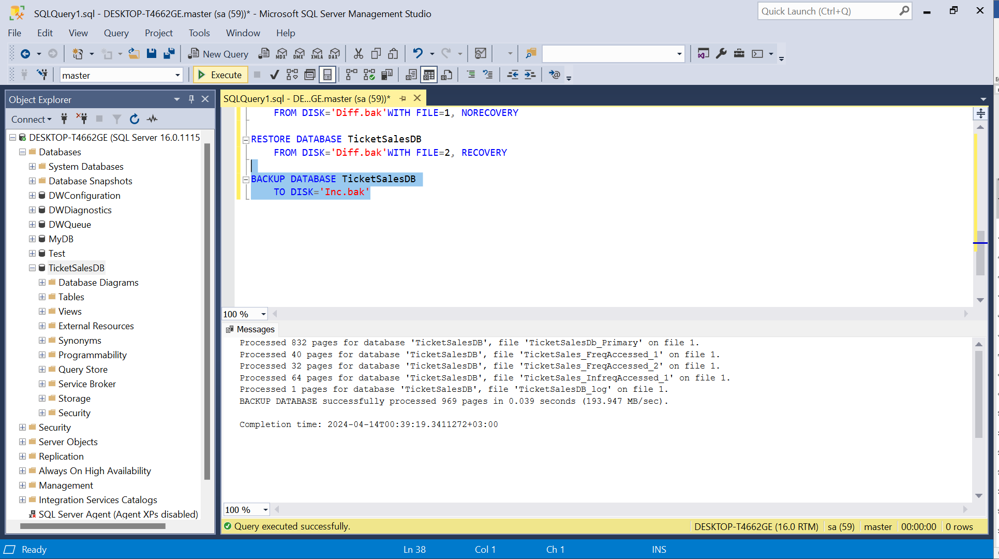 SQLQuery1.sql - DESKTOP-T4662GE.master (sa (59))* - Microsoft SQL Server Management Studio
Quick Launch (Ctrl+Q)
File Edit View Query Project Tools Window Help
New Query MDX DMX XMLA DAX
master
Execute
Object Explorer
Connect
DESKTOP-T4662GE (SQL Server 16.0.1115
Databases
System Databases
Database Snapshots
DWConfiguration
DWDiagnostics
DWQueue
MyDB
Test
TicketSalesDB
Database Diagrams
Tables
Views
External Resources
Synonyms
Programmability
Query Store
Service Broker
Storage
Security
Security
Server Objects
Replication
Always On High Availability
Management
Integration Services Catalogs
SQL Server Agent (Agent XPs disabled)
SQLQuery1.sql - DE...GE.master (sa (59))*
FROM DISK='Diff.bak'WITH FILE=1, NORECOVERY
RESTORE DATABASE TicketSalesDB
FROM DISK='Diff.bak'WITH FILE=2, RECOVERY
BACKUP DATABASE TicketSalesDB
TO DISK='Inc.bak'
100 %
Messages
Processed 832 pages for database 'TicketSalesDB', file 'TicketSalesDb_Primary' on file 1.
Processed 40 pages for database 'TicketSalesDB', file 'TicketSales_FreqAccessed_1' on file 1.
Processed 32 pages for database 'TicketSalesDB', file 'TicketSales_FreqAccessed_2' on file 1.
Processed 64 pages for database 'TicketSalesDB', file 'TicketSales_InfreqAccessed_1' on file 1.
Processed 1 pages for database 'TicketSalesDB', file 'TicketSalesDB_log' on file 1.
BACKUP DATABASE successfully processed 969 pages in 0.039 seconds (193.947 MB/sec).
Completion time: 2024-04-14T00:39:19.3411272+03:00
100 %
Query executed successfully.
DESKTOP-T4662GE (16.0 RTM) sa (59) master 00:00:00 0 rows
Ready Ln 38 Col 1 Ch 1 INS